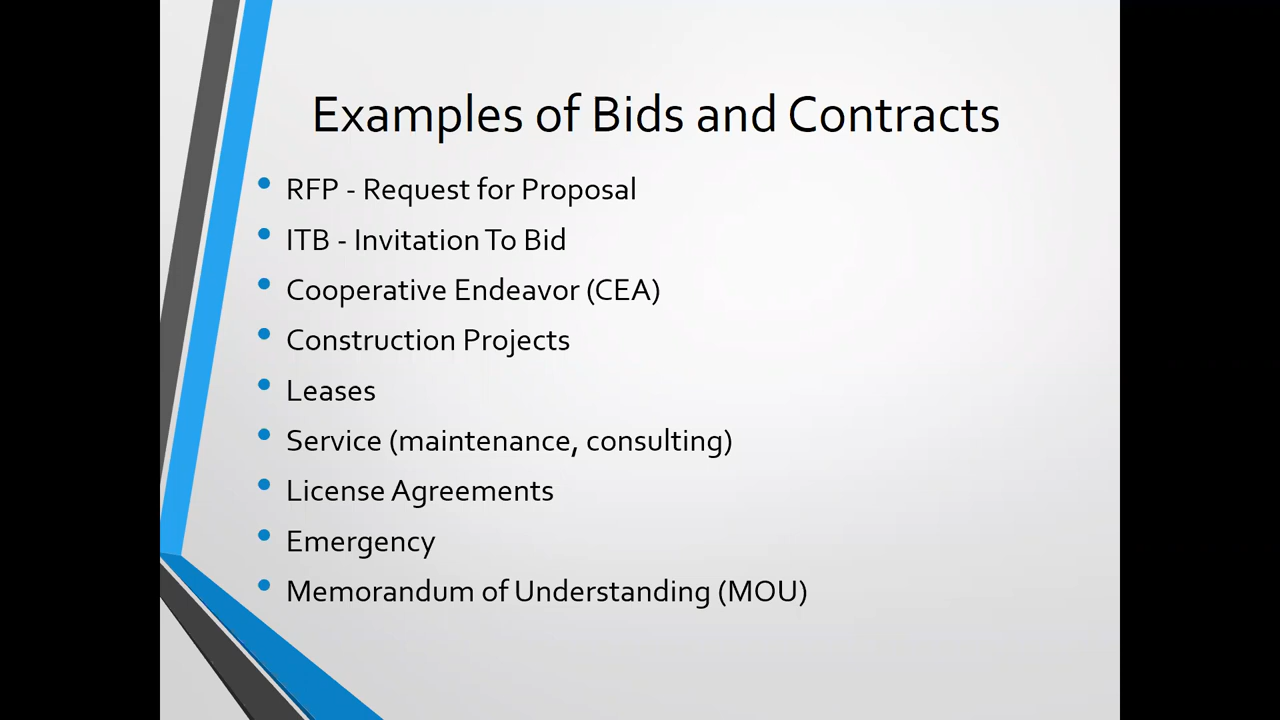 Examples of Bids and Contracts
RFP - Request for Proposal
ITB - Invitation To Bid
Cooperative Endeavor (CEA)
Construction Projects
Leases
Service (maintenance, consulting)
License Agreements
Emergency
Memorandum of Understanding (MOU)